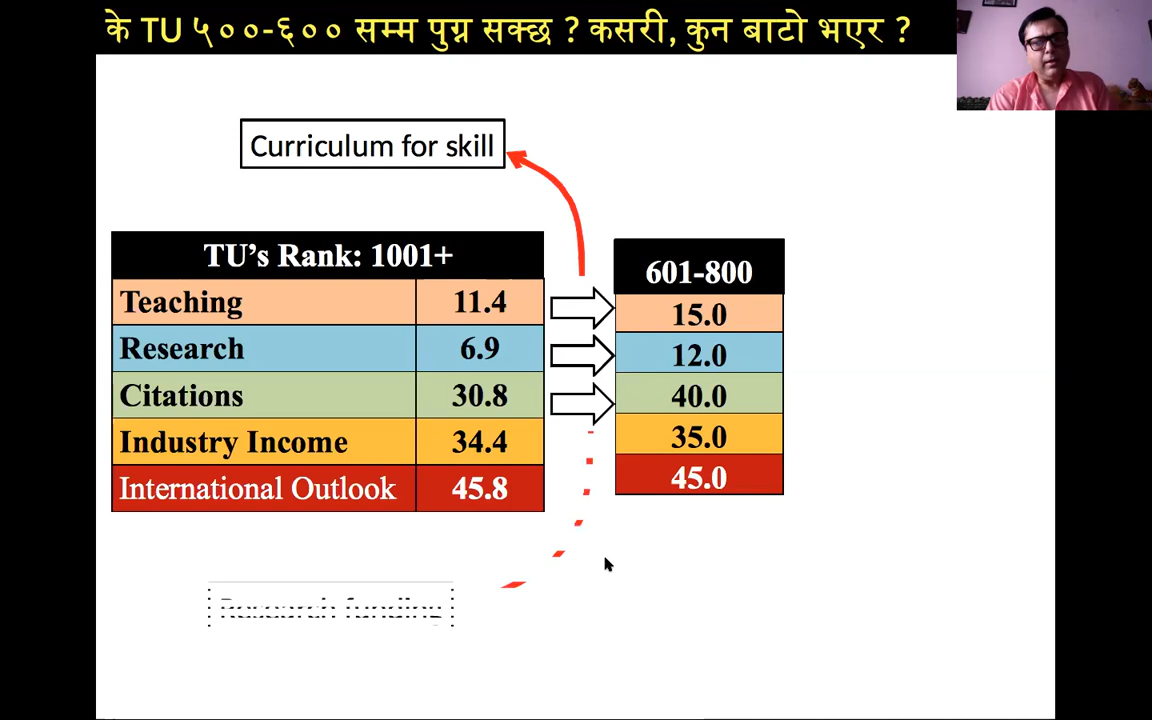 के TU ५००-६०० सम्म पुग्न सक्छ ? कसरी, कुन बाटो भएर ?
Curriculum for skill
TU’s Rank: 1001+
Teaching 11.4
Research 6.9
Citations 30.8
Industry Income 34.4
International Outlook 45.8
601-800
15.0
12.0
40.0
35.0
45.0
Research funding